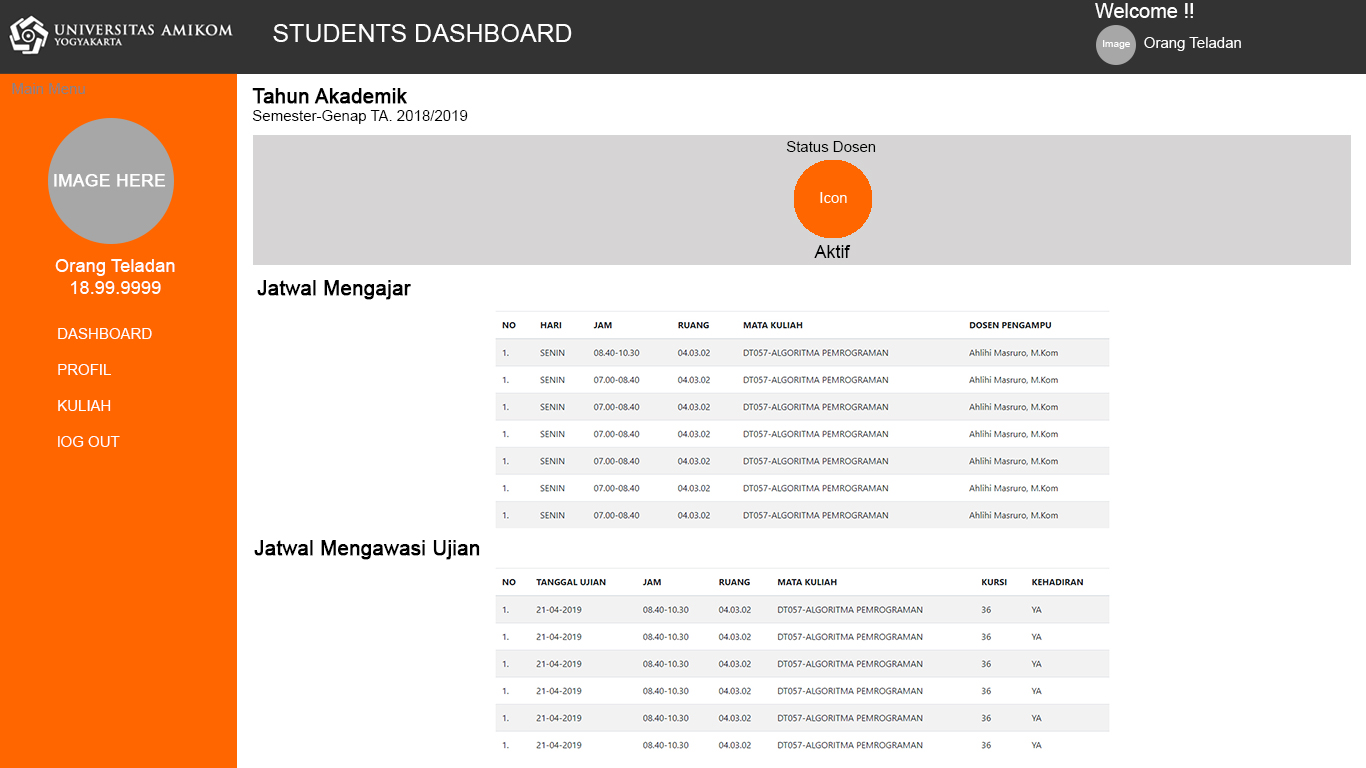 UNIVERSITAS AMIKOM
YOGYAKARTA
STUDENTS DASHBOARD
Welcome !!
Image
Orang Teladan
Main Menu
IMAGE HERE
Orang Teladan
18.99.9999
DASHBOARD
PROFIL
KULIAH
lOG OUT
Tahun Akademik
Semester-Genap TA. 2018/2019
Status Dosen
Icon
Aktif
Jatwal Mengajar
NO HARI JAM RUANG MATA KULIAH DOSEN PENGAMPU
1. SENIN 08.40-10.30 04.03.02 DT057-ALGORITMA PEMROGRAMAN Ahlihi Masruro, M.Kom
1. SENIN 07.00-08.40 04.03.02 DT057-ALGORITMA PEMROGRAMAN Ahlihi Masruro, M.Kom
1. SENIN 07.00-08.40 04.03.02 DT057-ALGORITMA PEMROGRAMAN Ahlihi Masruro, M.Kom
1. SENIN 07.00-08.40 04.03.02 DT057-ALGORITMA PEMROGRAMAN Ahlihi Masruro, M.Kom
1. SENIN 07.00-08.40 04.03.02 DT057-ALGORITMA PEMROGRAMAN Ahlihi Masruro, M.Kom
1. SENIN 07.00-08.40 04.03.02 DT057-ALGORITMA PEMROGRAMAN Ahlihi Masruro, M.Kom
1. SENIN 07.00-08.40 04.03.02 DT057-ALGORITMA PEMROGRAMAN Ahlihi Masruro, M.Kom
Jatwal Mengawasi Ujian
NO TANGGAL UJIAN JAM RUANG MATA KULIAH KURSI KEHADIRAN
1. 21-04-2019 08.40-10.30 04.03.02 DT057-ALGORITMA PEMROGRAMAN 36 YA
1. 21-04-2019 08.40-10.30 04.03.02 DT057-ALGORITMA PEMROGRAMAN 36 YA
1. 21-04-2019 08.40-10.30 04.03.02 DT057-ALGORITMA PEMROGRAMAN 36 YA
1. 21-04-2019 08.40-10.30 04.03.02 DT057-ALGORITMA PEMROGRAMAN 36 YA
1. 21-04-2019 08.40-10.30 04.03.02 DT057-ALGORITMA PEMROGRAMAN 36 YA
1. 21-04-2019 08.40-10.30 04.03.02 DT057-ALGORITMA PEMROGRAMAN 36 YA